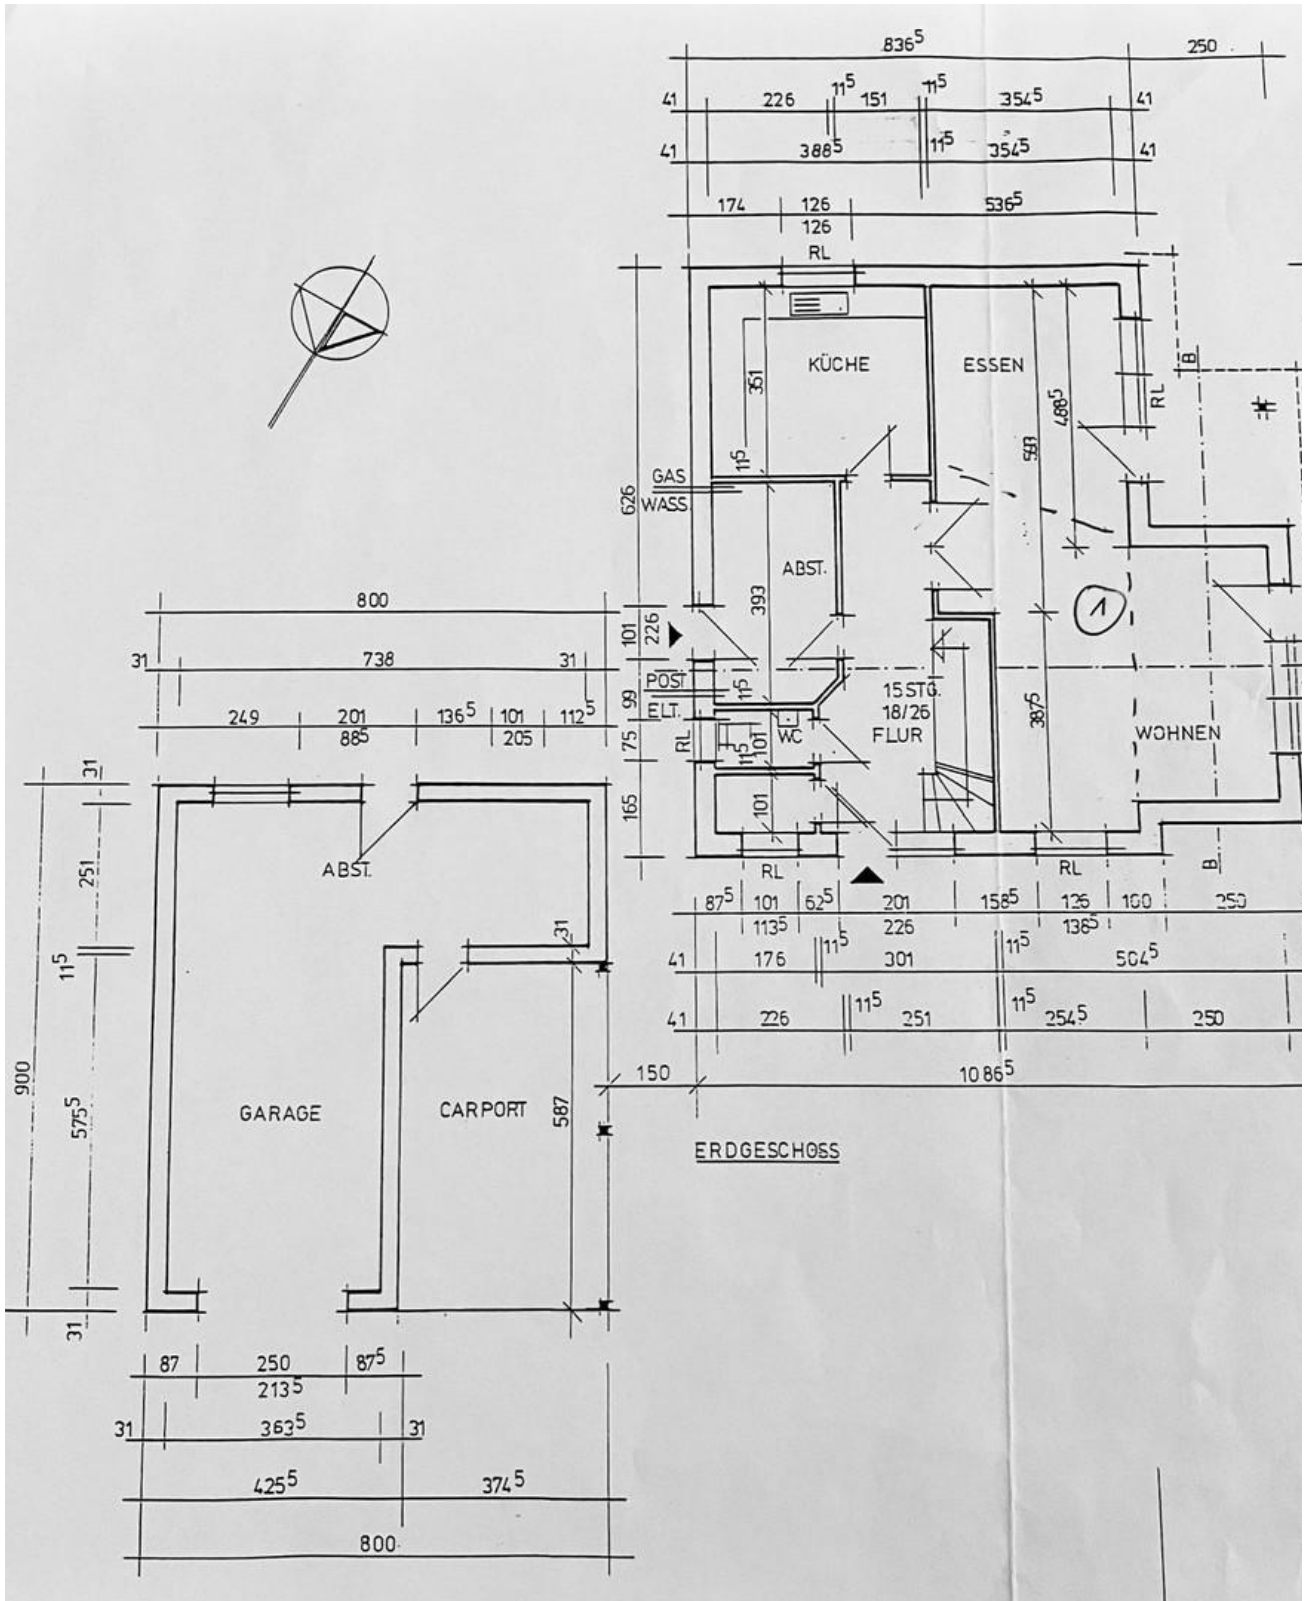 836⁵ 250
11⁵ 11⁵
41 226 151 354⁵ 41
41 388⁵ 11⁵ 354⁵ 41
174 126 536⁵
126
RL
KÜCHE ESSEN
351
488⁵
593
RL
B
11⁵
GAS
WASS.
626
ABST.
393
1
101
226
POST
ELT.
99
11⁵
15 STG.
18/26
FLUR
387⁵
WOHNEN
75
RL
WC
11⁵
101
165
101
RL RL
B
87⁵ 101 62⁵ 201 158⁵ 126 100 250
113⁵ 226 138⁵
11⁵ 11⁵
41 176 301 504⁵
11⁵ 11⁵
41 226 251 254⁵ 250
150 1086⁵
ERDGESCHOSS
800
31 738 31
249 201 136⁵ 101 112⁵
88⁵ 205
31
ABST.
251
31
11⁵
900
575⁵
GARAGE CARPORT
587
31
87 250 87⁵
213⁵
31 363⁵ 31
425⁵ 374⁵
800